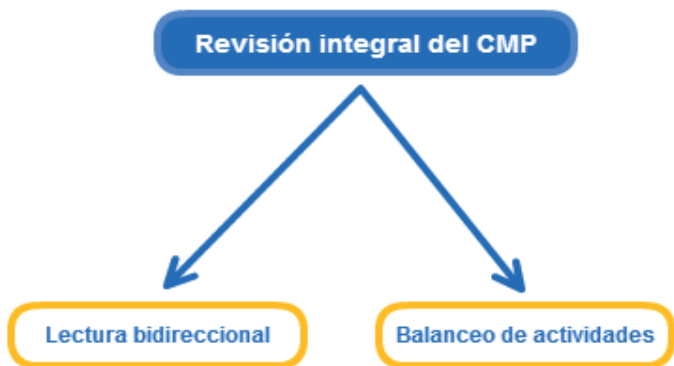 Revisión integral del CMP
Lectura bidireccional
Balanceo de actividades